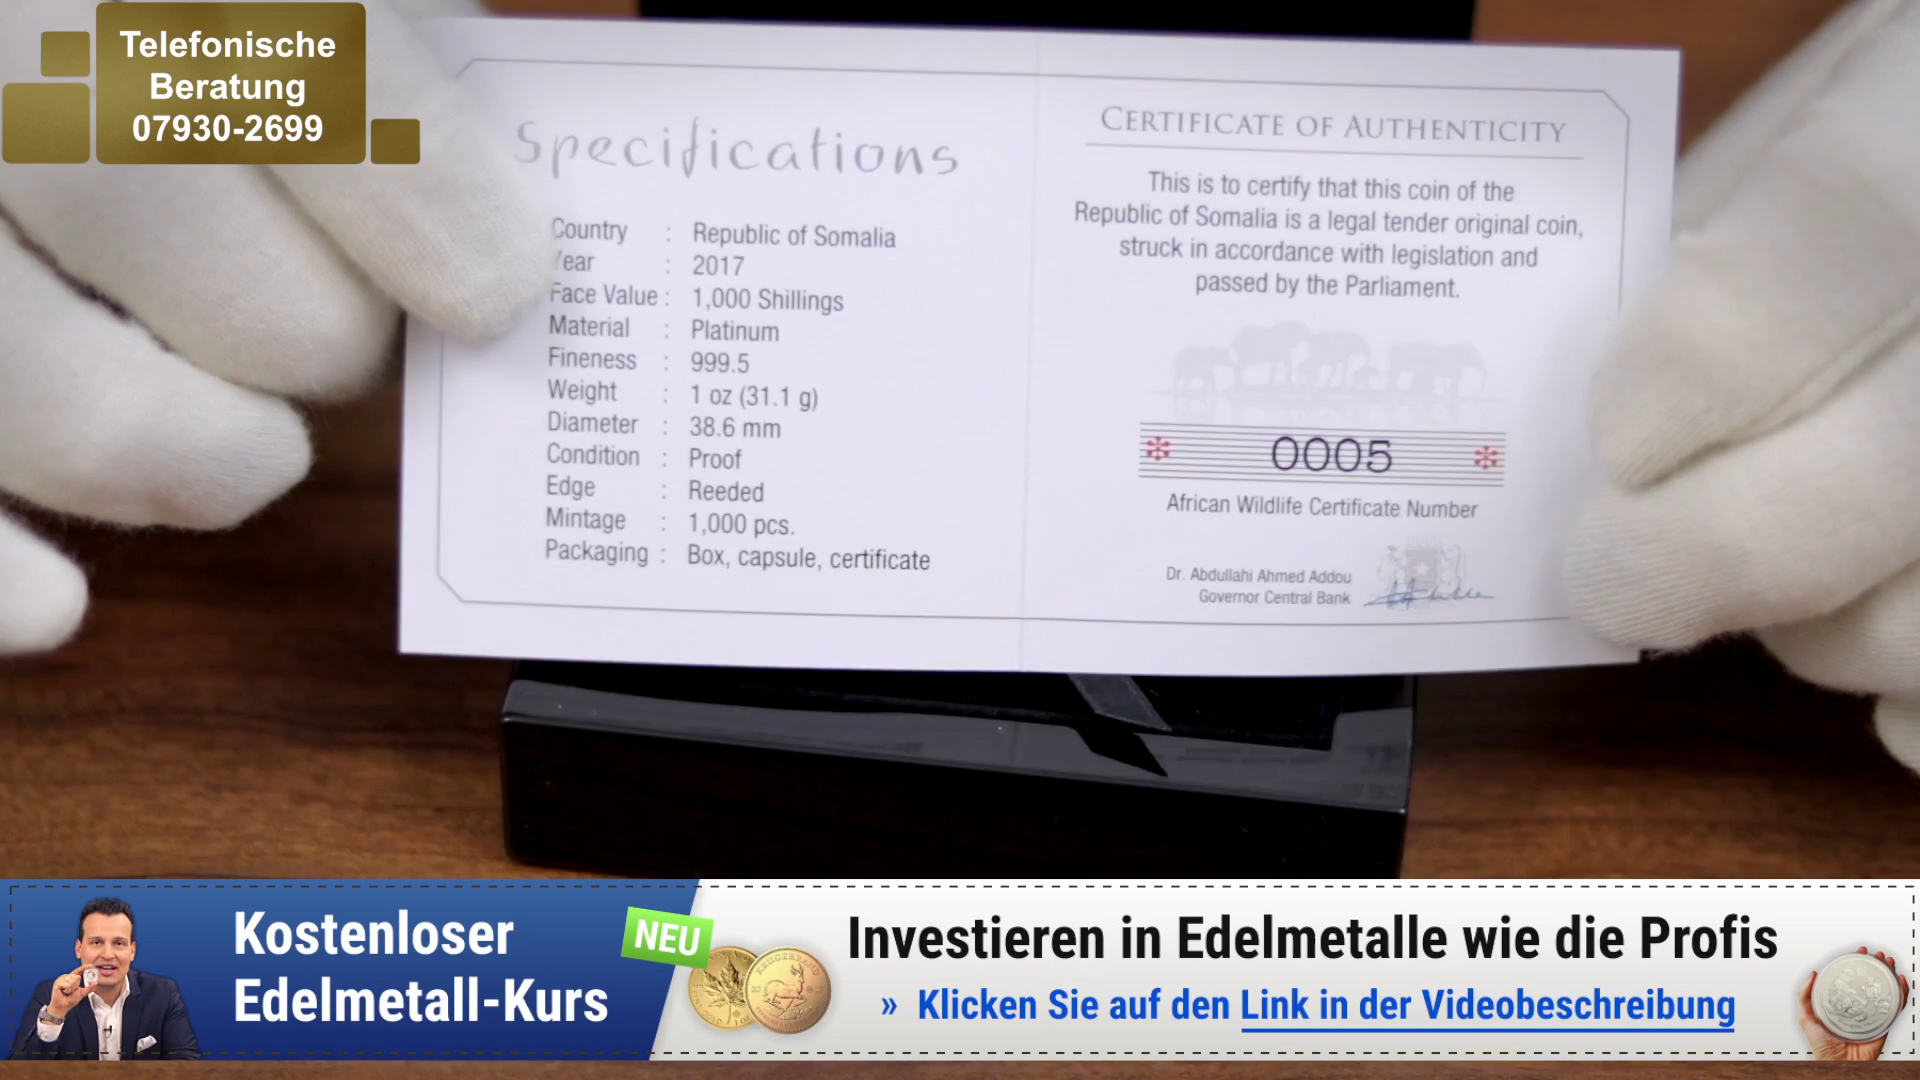 Telefonische
Beratung
07930-2699
Specifications
Country : Republic of Somalia
Year : 2017
Face Value : 1,000 Shillings
Material : Platinum
Fineness : 999.5
Weight : 1 oz (31.1 g)
Diameter : 38.6 mm
Condition : Proof
Edge : Reeded
Mintage : 1,000 pcs.
Packaging : Box, capsule, certificate
CERTIFICATE OF AUTHENTICITY
This is to certify that this coin of the
Republic of Somalia is a legal tender original coin,
struck in accordance with legislation and
passed by the Parliament.
0005
African Wildlife Certificate Number
Dr. Abdullahi Ahmed Addou
Governor Central Bank
Kostenloser
Edelmetall-Kurs
NEU
KRUGERRAND
Investieren in Edelmetalle wie die Profis
» Klicken Sie auf den Link in der Videobeschreibung